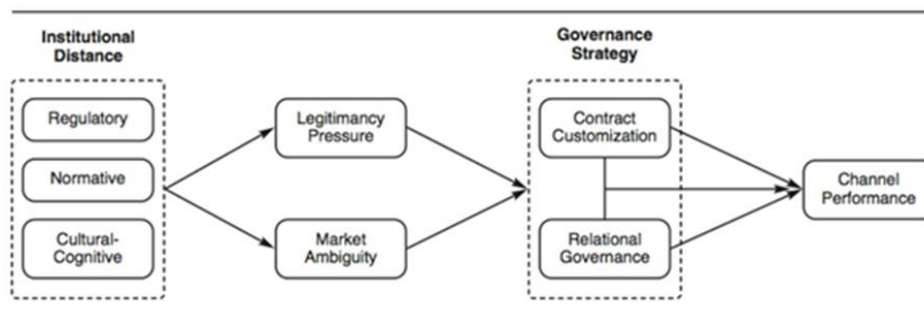 Institutional
Distance
Regulatory
Normative
Cultural-
Cognitive
Legitimancy
Pressure
Market
Ambiguity
Governance
Strategy
Contract
Customization
Relational
Governance
Channel
Performance